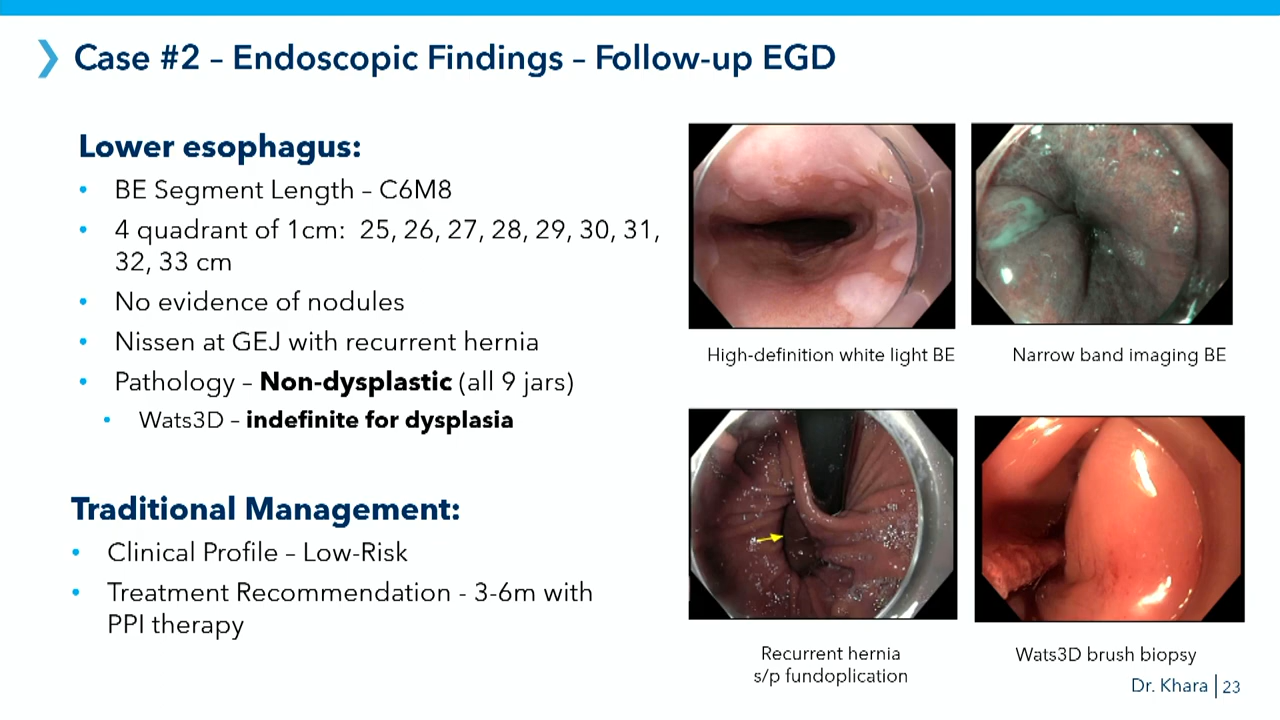 Case #2 – Endoscopic Findings – Follow-up EGD
Lower esophagus:
• BE Segment Length – C6M8
• 4 quadrant of 1cm: 25, 26, 27, 28, 29, 30, 31,
32, 33 cm
• No evidence of nodules
• Nissen at GEJ with recurrent hernia
• Pathology – Non-dysplastic (all 9 jars)
• Wats3D – indefinite for dysplasia
Traditional Management:
• Clinical Profile – Low-Risk
• Treatment Recommendation - 3-6m with
PPI therapy
High-definition white light BE
Narrow band imaging BE
Recurrent hernia
s/p fundoplication
Wats3D brush biopsy
Dr. Khara | 23